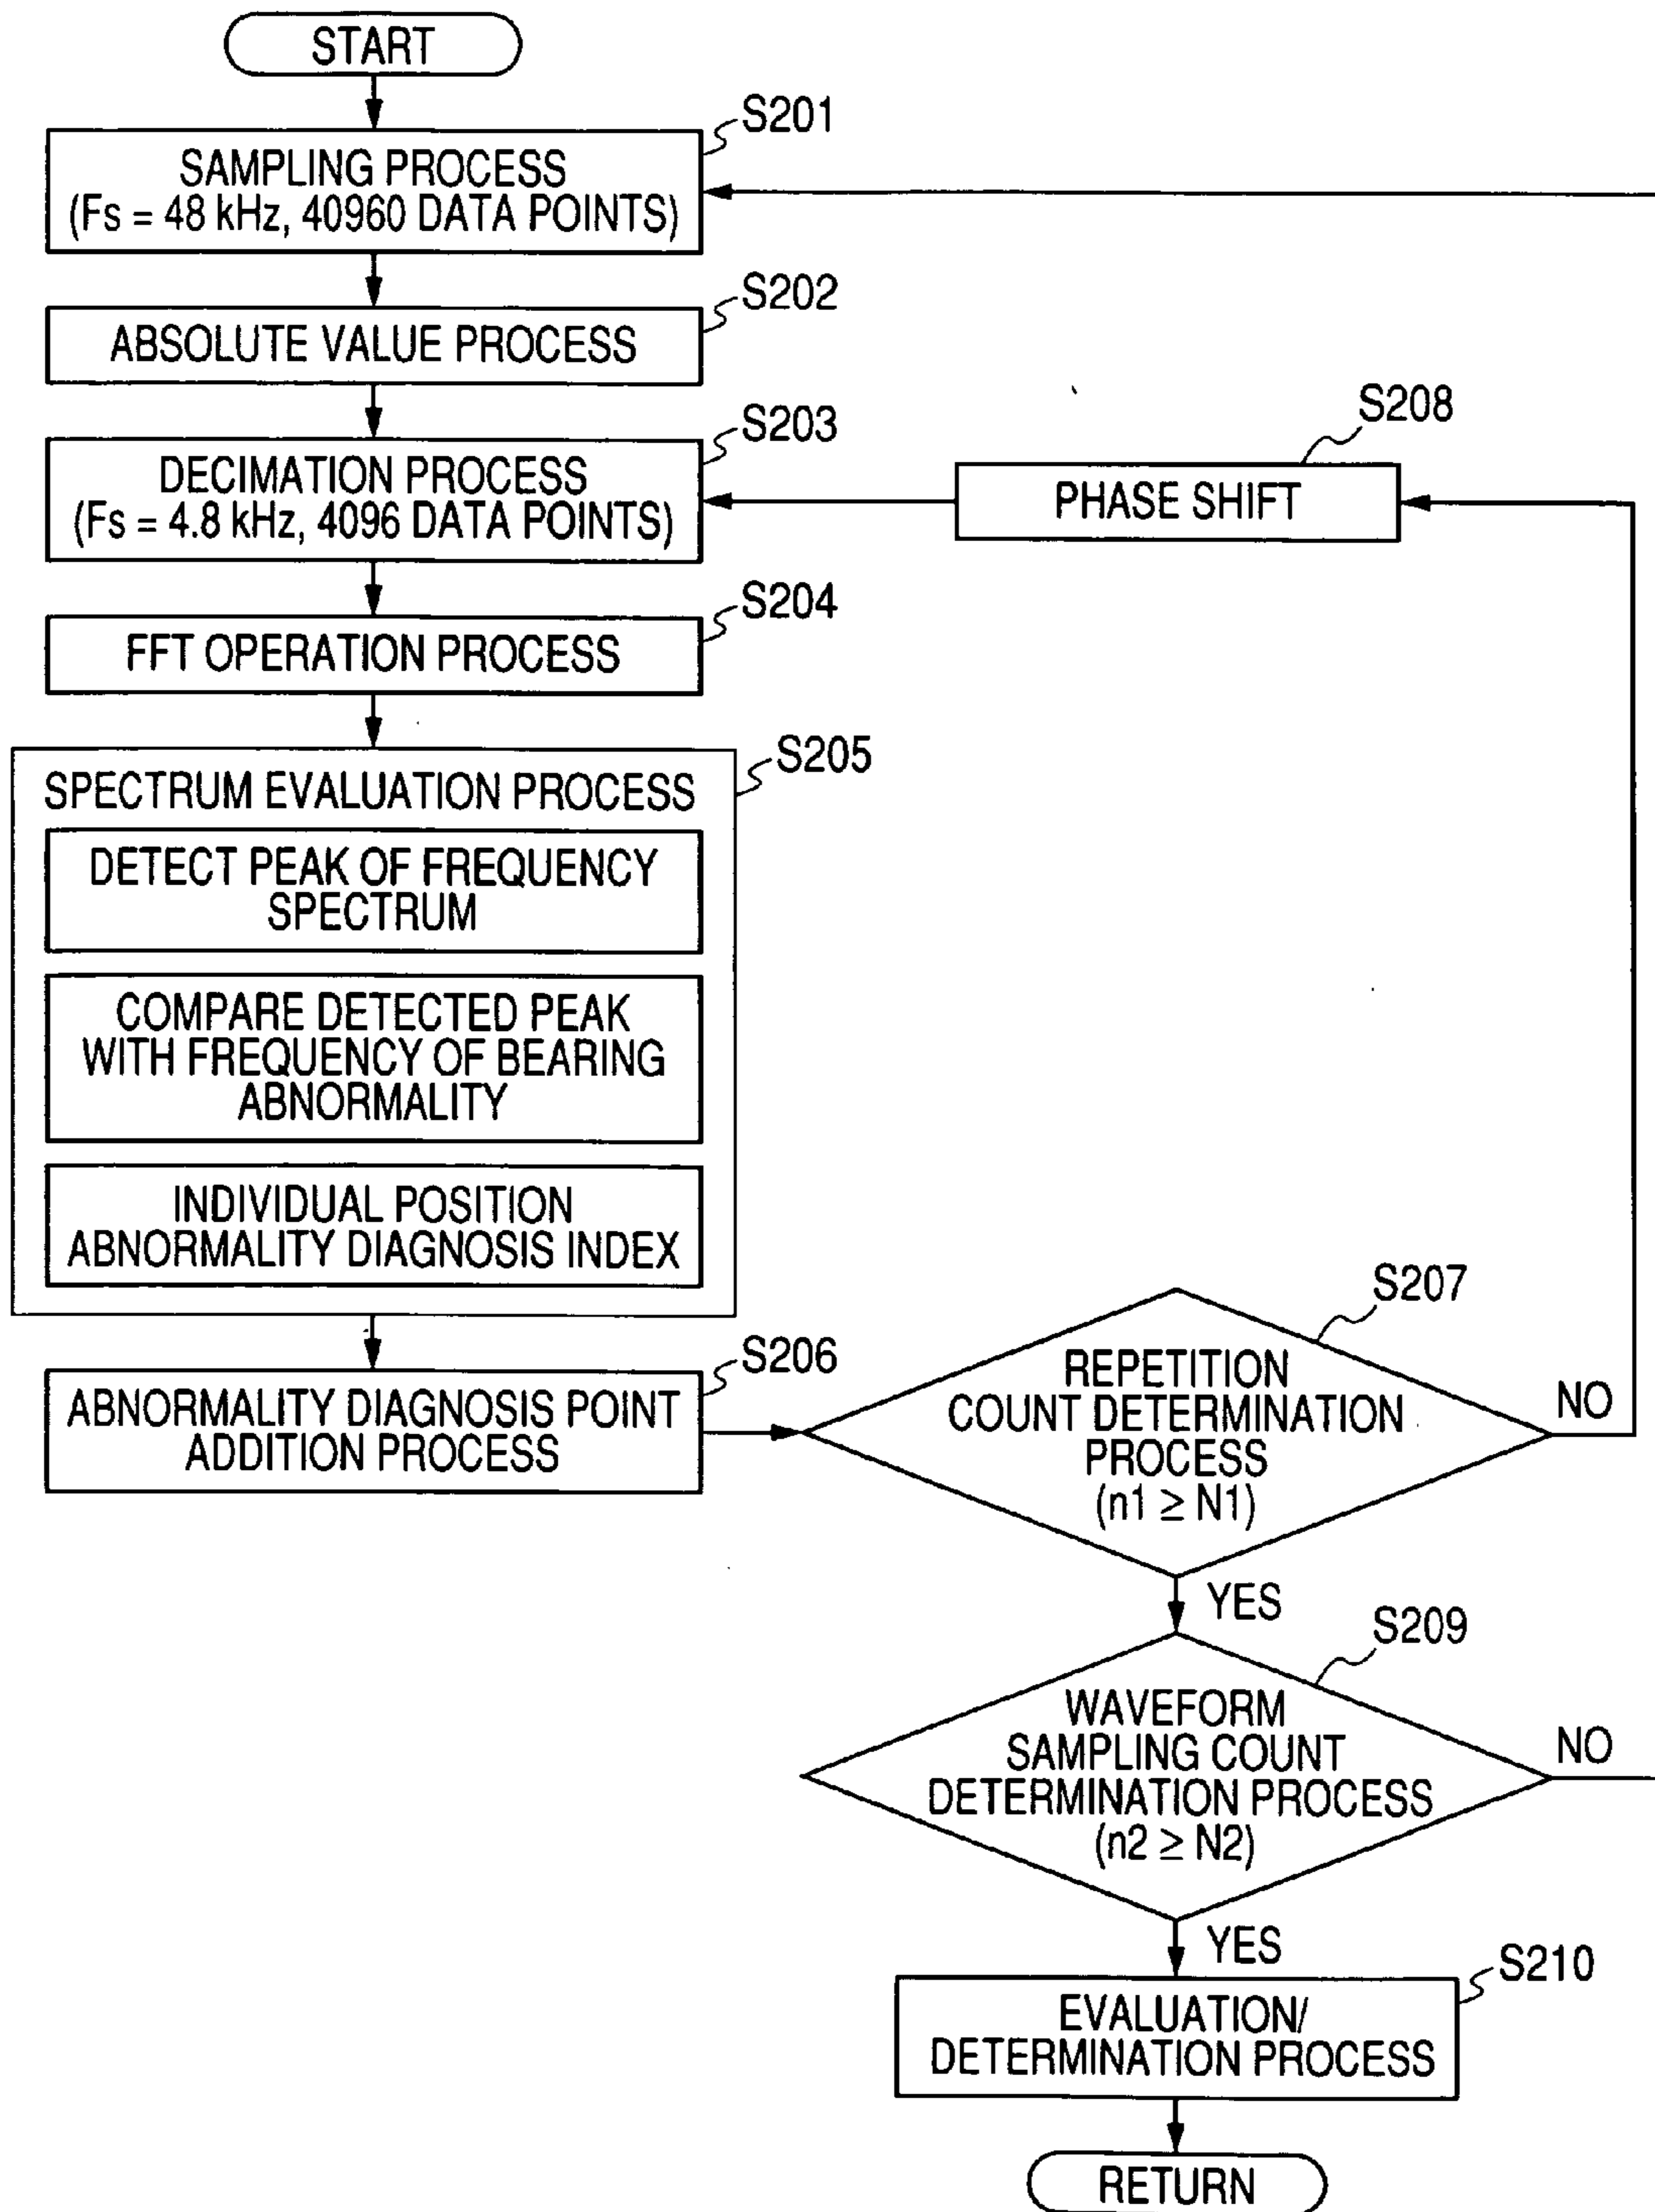 START
S201
SAMPLING PROCESS
(Fs = 48 kHz, 40960 DATA POINTS)
S202
ABSOLUTE VALUE PROCESS
S203
DECIMATION PROCESS
(Fs = 4.8 kHz, 4096 DATA POINTS)
S208
PHASE SHIFT
S204
FFT OPERATION PROCESS
S205
SPECTRUM EVALUATION PROCESS
DETECT PEAK OF FREQUENCY
SPECTRUM
COMPARE DETECTED PEAK
WITH FREQUENCY OF BEARING
ABNORMALITY
INDIVIDUAL POSITION
ABNORMALITY DIAGNOSIS INDEX
S206
ABNORMALITY DIAGNOSIS POINT
ADDITION PROCESS
S207
REPETITION
COUNT DETERMINATION
PROCESS
(n1 ≥ N1)
NO
YES
S209
WAVEFORM
SAMPLING COUNT
DETERMINATION PROCESS
(n2 ≥ N2)
NO
YES
S210
EVALUATION/
DETERMINATION PROCESS
RETURN